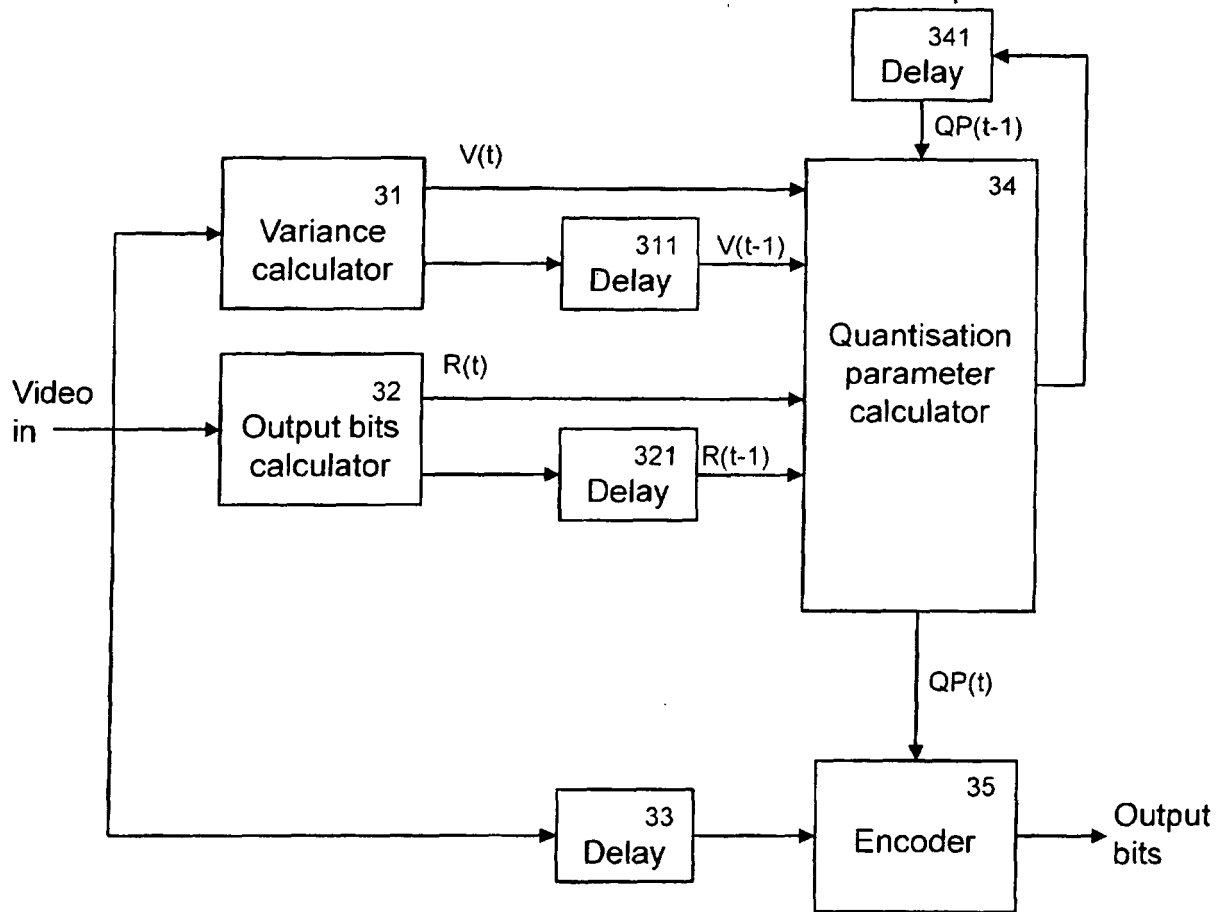 341
Delay
QP(t-1)
V(t)
31
Variance
calculator
34
311
Delay
V(t-1)
Quantisation
parameter
calculator
R(t)
Video
in
32
Output bits
calculator
321
Delay
R(t-1)
QP(t)
33
Delay
35
Encoder
Output
bits